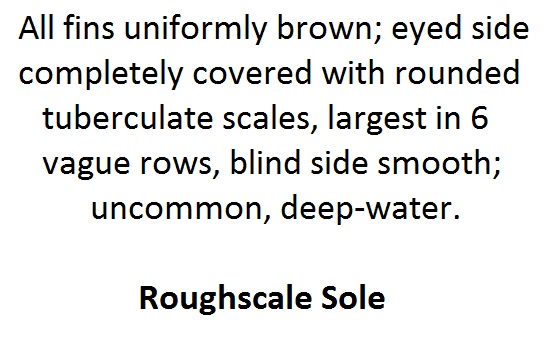 All fins uniformly brown; eyed side
completely covered with rounded
tuberculate scales, largest in 6
vague rows, blind side smooth;
uncommon, deep-water.
Roughscale Sole